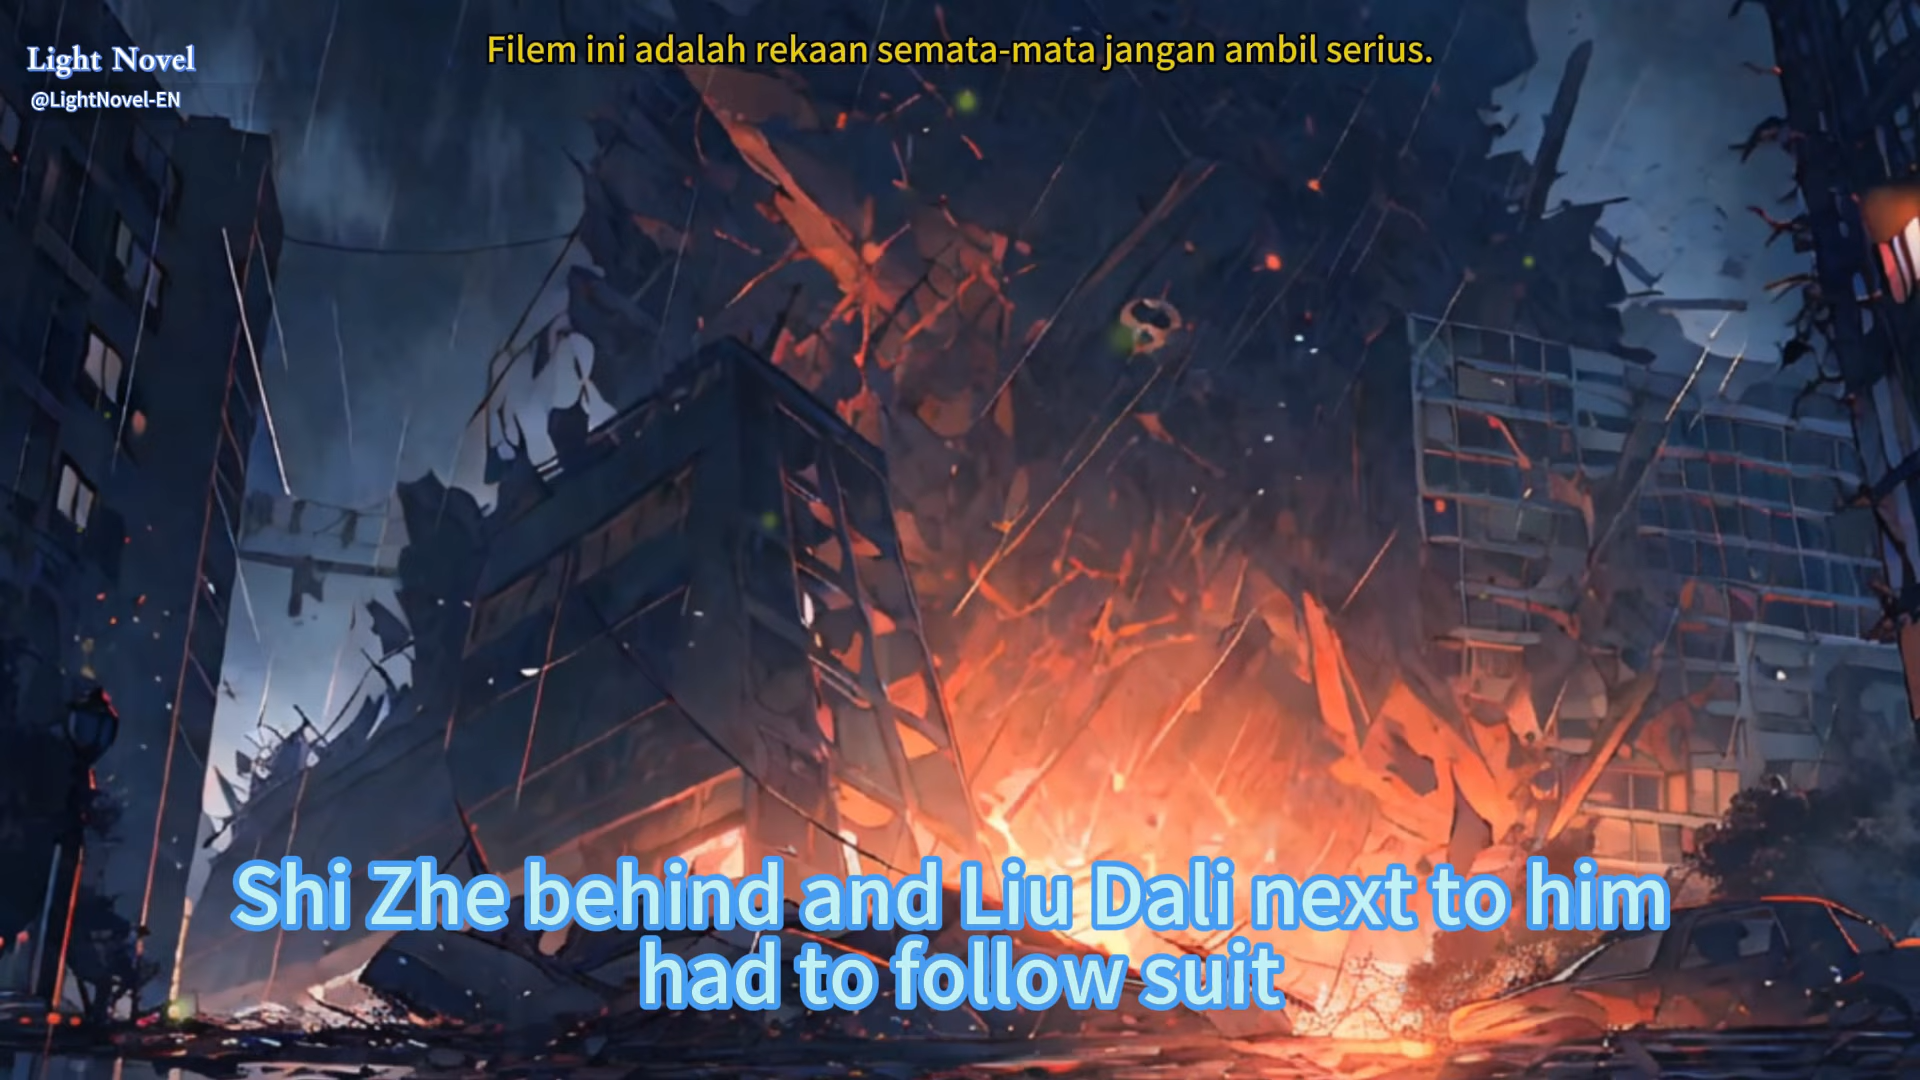 Light Novel
@LightNovel-EN
Filem ini adalah rekaan semata-mata jangan ambil serius.
Shi Zhe behind and Liu Dali next to him
had to follow suit